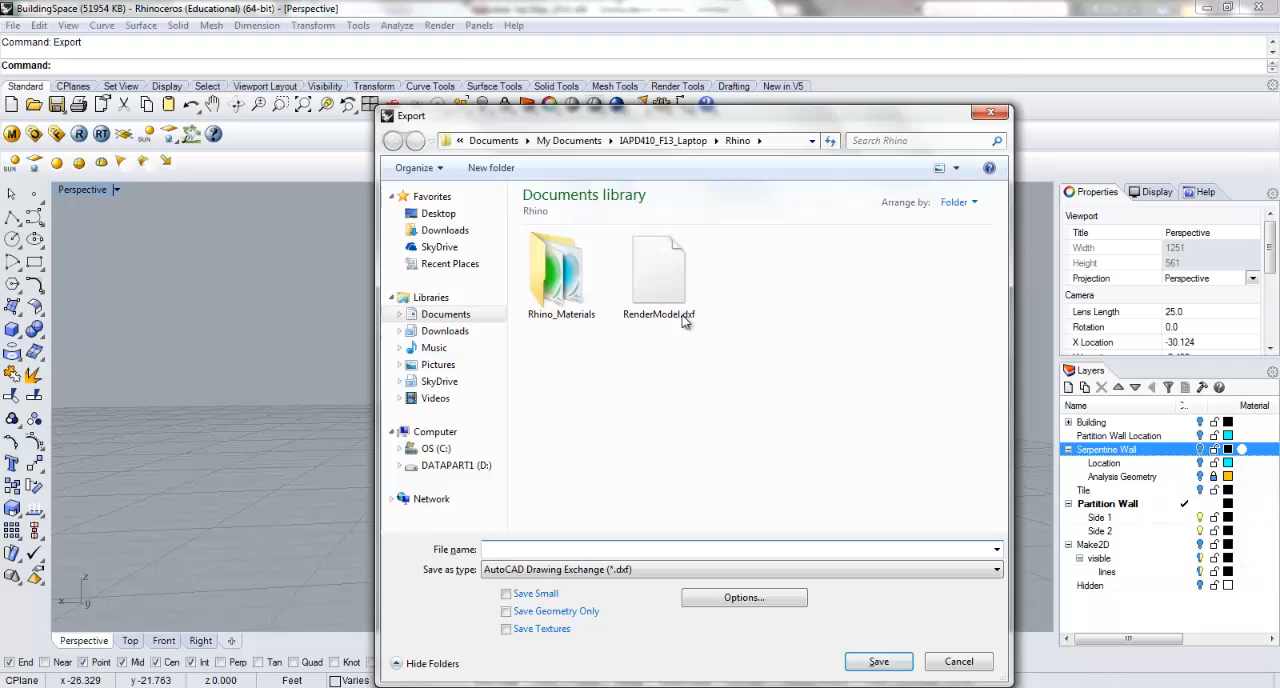 BuildingSpace (51954 KB) - Rhinoceros (Educational) (64-bit) - [Perspective]
File Edit View Curve Surface Solid Mesh Dimension Transform Tools Analyze Render Panels Help
Command: Export
Command:
Standard CPlanes Set View Display Select Viewport Layout Visibility Transform Curve Tools Surface Tools Solid Tools Mesh Tools Render Tools Drafting New in V5
Export
« Documents My Documents IAPD410_F13_Laptop Rhino Search Rhino
Organize New folder
Perspective
Favorites
Desktop
Downloads
SkyDrive
Recent Places
Libraries
Documents
Downloads
Music
Pictures
SkyDrive
Videos
Computer
OS (C:)
DATAPART1 (D:)
Network
Documents library
Rhino
Arrange by: Folder
Rhino_Materials RenderModel.dxf
File name:
Save as type: AutoCAD Drawing Exchange (*.dxf)
Save Small
Save Geometry Only
Save Textures
Options...
Hide Folders
Save Cancel
Properties Display Help
Viewport
Title Perspective
Width 1251
Height 561
Projection Perspective
Camera
Lens Length 25.0
Rotation 0.0
X Location -30.124
Layers
Name Material
Building
Partition Wall Location
Serpentine Wall
Location
Analysis Geometry
Tile
Partition Wall
Side 1
Side 2
Make2D
visible
lines
Hidden
z
x y
Perspective Top Front Right
End Near Point Mid Cen Int Perp Tan Quad Knot
CPlane x -26.329 y -21.763 z 0.000 Feet Varies